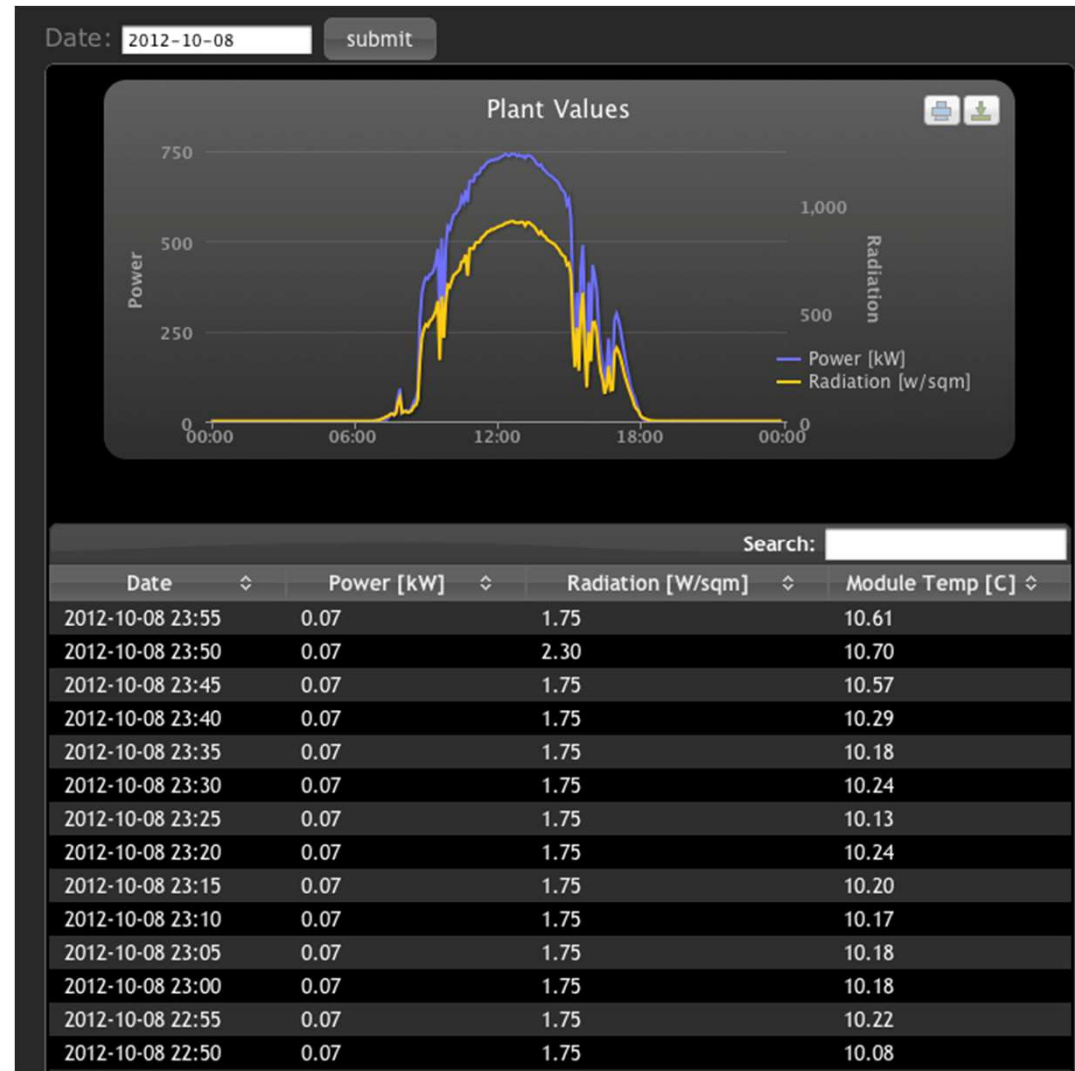 Date: 2012-10-08 submit
Plant Values
750
500
250
0
Power
1,000
500
0
Radiation
Power [kW]
Radiation [w/sqm]
00:00 06:00 12:00 18:00 00:00
Search:
Date Power [kW] Radiation [W/sqm] Module Temp [C]
2012-10-08 23:55 0.07 1.75 10.61
2012-10-08 23:50 0.07 2.30 10.70
2012-10-08 23:45 0.07 1.75 10.57
2012-10-08 23:40 0.07 1.75 10.29
2012-10-08 23:35 0.07 1.75 10.18
2012-10-08 23:30 0.07 1.75 10.24
2012-10-08 23:25 0.07 1.75 10.13
2012-10-08 23:20 0.07 1.75 10.24
2012-10-08 23:15 0.07 1.75 10.20
2012-10-08 23:10 0.07 1.75 10.17
2012-10-08 23:05 0.07 1.75 10.18
2012-10-08 23:00 0.07 1.75 10.18
2012-10-08 22:55 0.07 1.75 10.22
2012-10-08 22:50 0.07 1.75 10.08